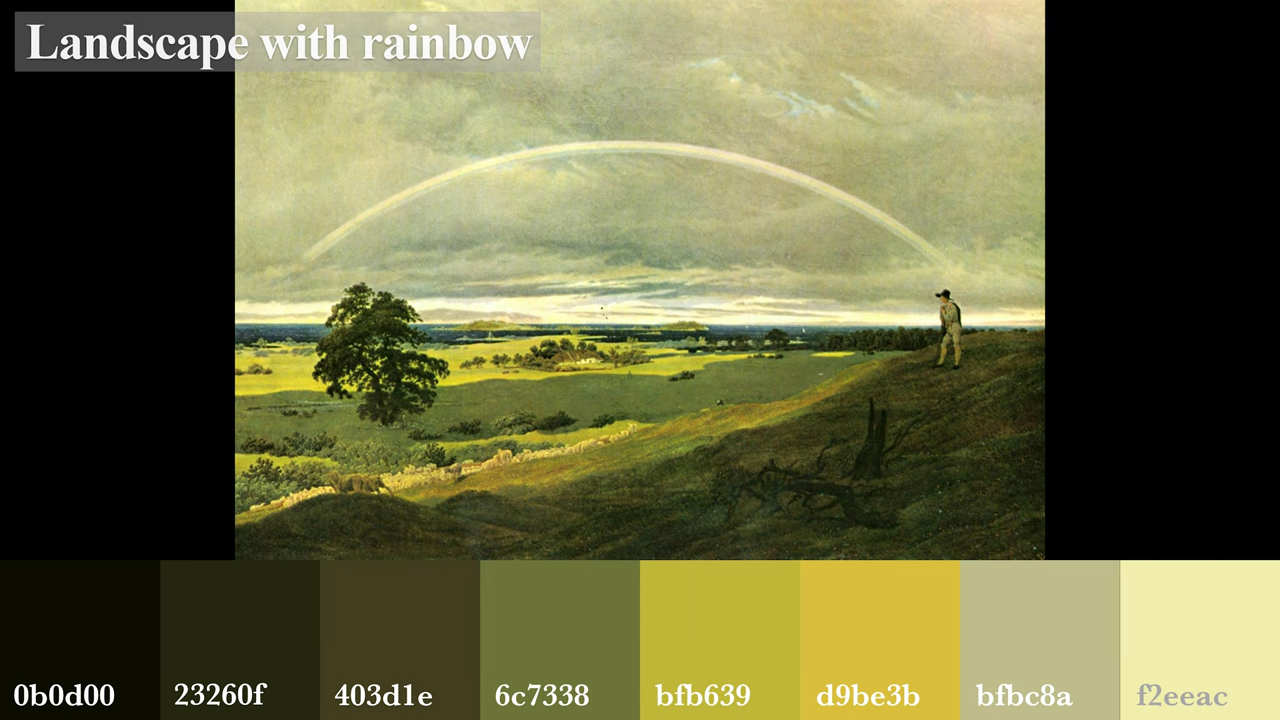 Landscape with rainbow
0b0d00
23260f
403d1e
6c7338
bfb639
d9be3b
bfbc8a
f2eeac